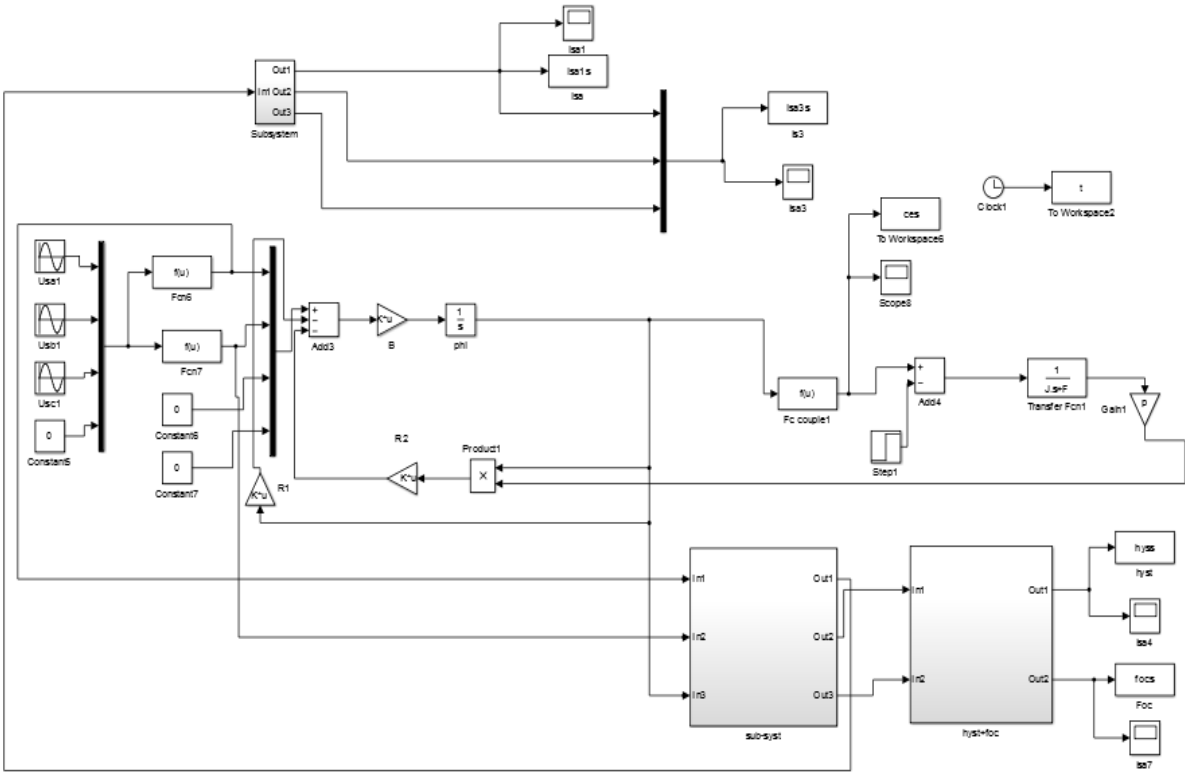 Isa1
Out1
In1 Out2
Out3
Subsystem
Isa1s
Isa
Isa3s
Is3
Isa3
Clock1
t
To Workspace2
ces
To Workspace6
Scope8
Usa1
Usb1
Usc1
0
Constant5
f(u)
Fcn6
f(u)
Fcn7
0
Constant6
0
Constant7
K*u
R1
+
−
−
Add3
K*u
B
1
s
phi
R2
K*u
Product1
×
f(u)
Fc couple1
+
−
Add4
Step1
1
J.s+F
Transfer Fcn1
Gain1
p
In1
In2
In3
Out1
Out2
Out3
sub-syst
In1
In2
Out1
Out2
hyst+foc
hyss
hyst
Isa4
focs
Foc
Isa7